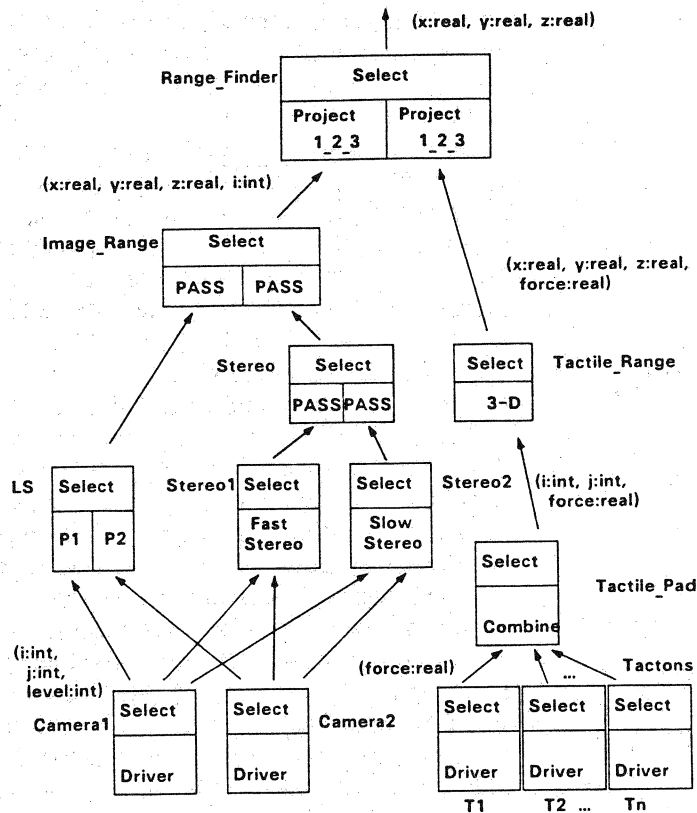 (x:real, y:real, z:real)
Range_Finder
Select
Project
1_2_3
Project
1_2_3
(x:real, y:real, z:real, i:int)
Image_Range
Select
PASS
PASS
(x:real, y:real, z:real,
force:real)
Stereo
Select
PASS
PASS
Select
3-D
Tactile_Range
LS
Select
P1
P2
Stereo1
Select
Fast
Stereo
Select
Slow
Stereo
Stereo2
(i:int, j:int,
force:real)
Select
Combine
Tactile_Pad
(i:int,
j:int,
level:int)
Camera1
Select
Driver
Select
Driver
Camera2
(force:real)
...
Tactons
Select
Driver
Select
Driver
Select
Driver
T1
T2 ...
Tn